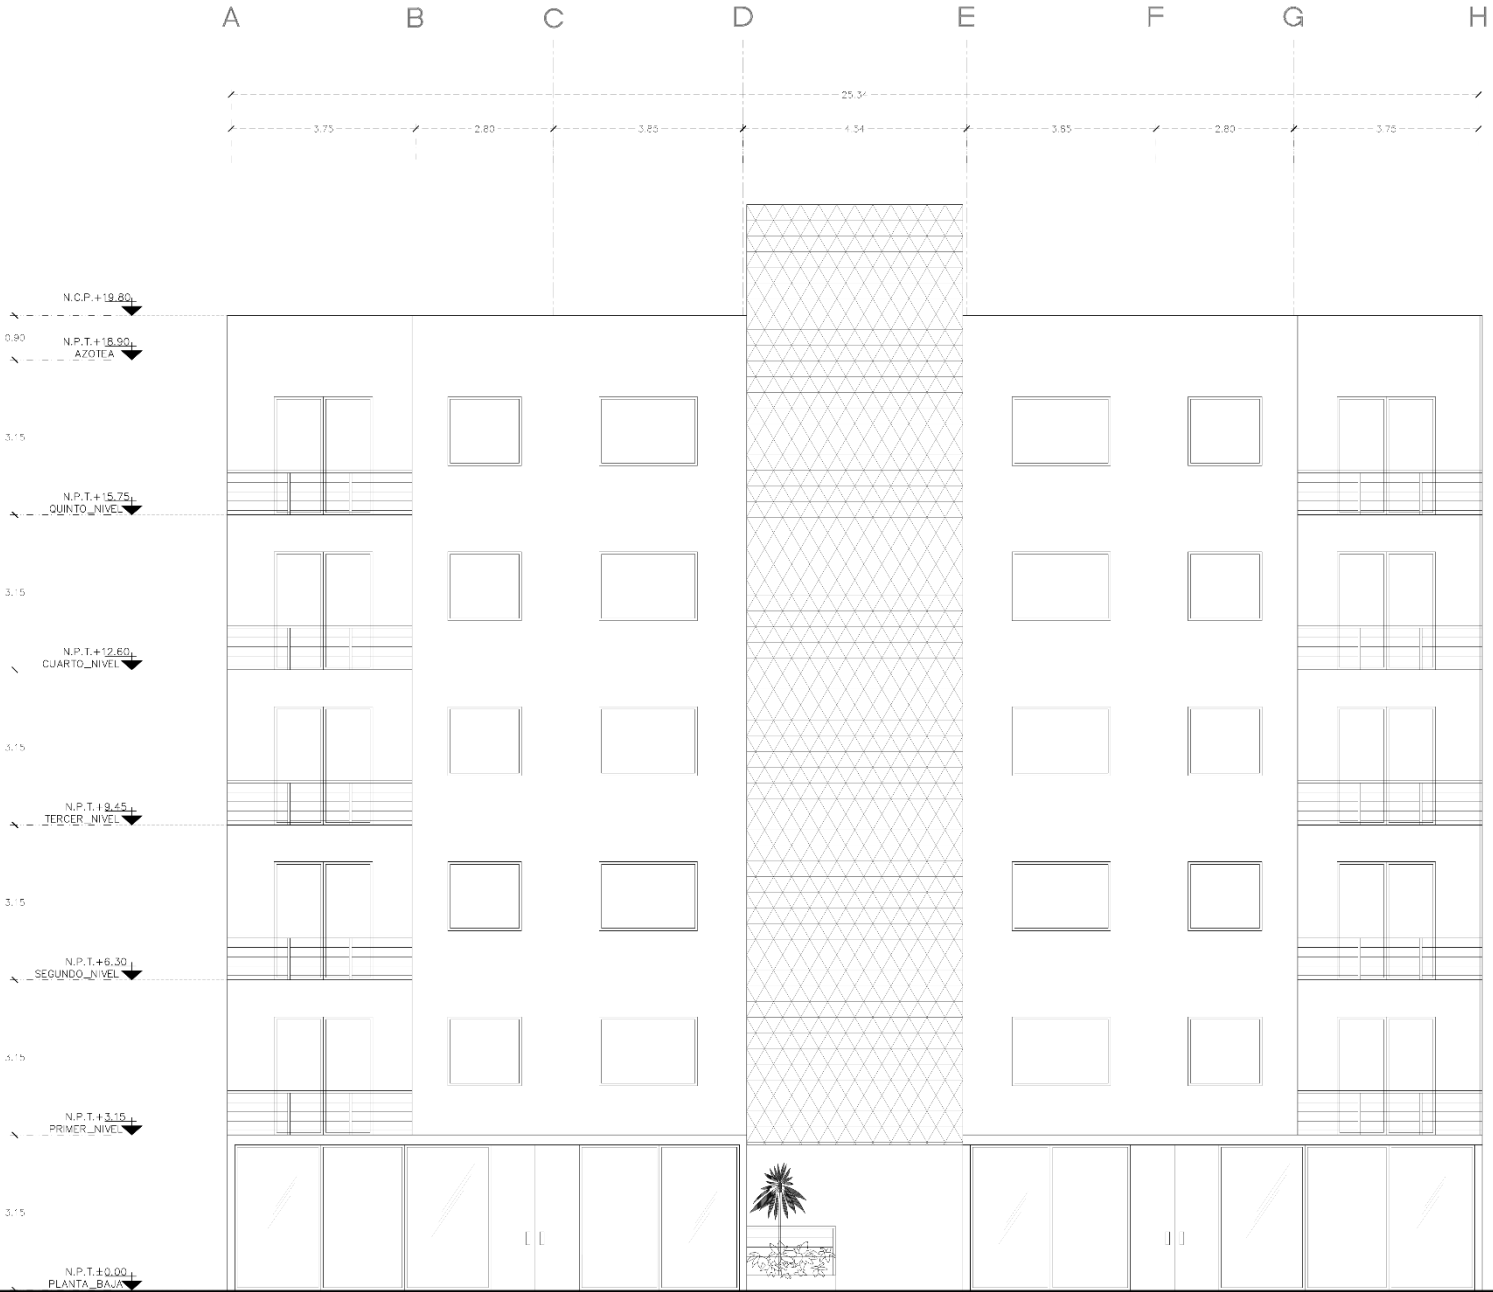 A B C D E F G H
25.34
3.75 2.80 3.85 4.54 3.85 2.80 3.75
N.C.P.+19.80
0.90
N.P.T.+18.90
AZOTEA
3.15
N.P.T.+15.75
QUINTO_NIVEL
3.15
N.P.T.+12.60
CUARTO_NIVEL
3.15
N.P.T.+9.45
TERCER_NIVEL
3.15
N.P.T.+6.30
SEGUNDO_NIVEL
3.15
N.P.T.+3.15
PRIMER_NIVEL
3.15
N.P.T.±0.00
PLANTA_BAJA